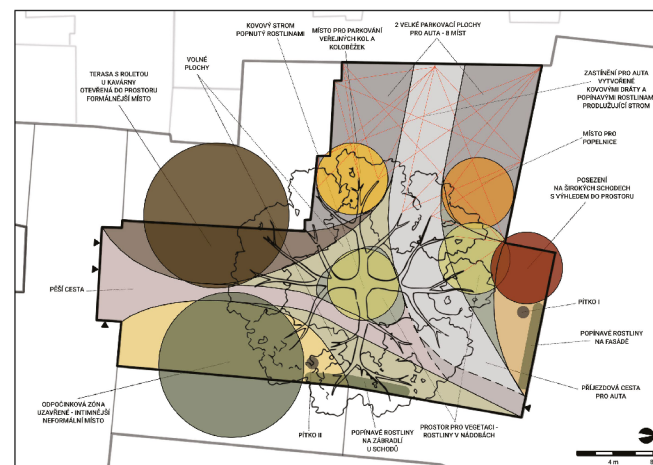 KOVOVÝ STROM
POPNUTÝ ROSTLINAMI
MÍSTO PRO PARKOVÁNÍ
VEŘEJNÝCH KOL A
KOLOBĚŽEK
2 VELKÉ PARKOVACÍ PLOCHY
PRO AUTA - 8 MÍST
VOLNÉ
PLOCHY
TERASA S ROLETOU
U KAVÁRNY
OTEVŘENÁ DO PROSTORU
FORMÁLNĚJŠÍ MÍSTO
ZASTÍNĚNÍ PRO AUTA
VYTVOŘENÉ
KOVOVÝMI DRÁTY A
POPÍNAVÝMI ROSTLINAMI
PRODLUŽUJÍCÍ STROM
MÍSTO PRO
POPELNICE
POSEZENÍ
NA ŠIROKÝCH SCHODECH
S VÝHLEDEM DO PROSTORU
PĚŠÍ CESTA
PÍTKO I
POPÍNAVÉ ROSTLINY
NA FASÁDĚ
PŘÍJEZDOVÁ CESTA
PRO AUTA
ODPOČINKOVÁ ZÓNA
UZAVŘENÉ - INTIMNĚJŠÍ
NEFORMÁLNÍ MÍSTO
PÍTKO II
POPÍNAVÉ ROSTLINY
NA ZÁBRADLÍ
U SCHODŮ
PROSTOR PRO VEGETACI -
ROSTLINY V NÁDOBÁCH
4 m